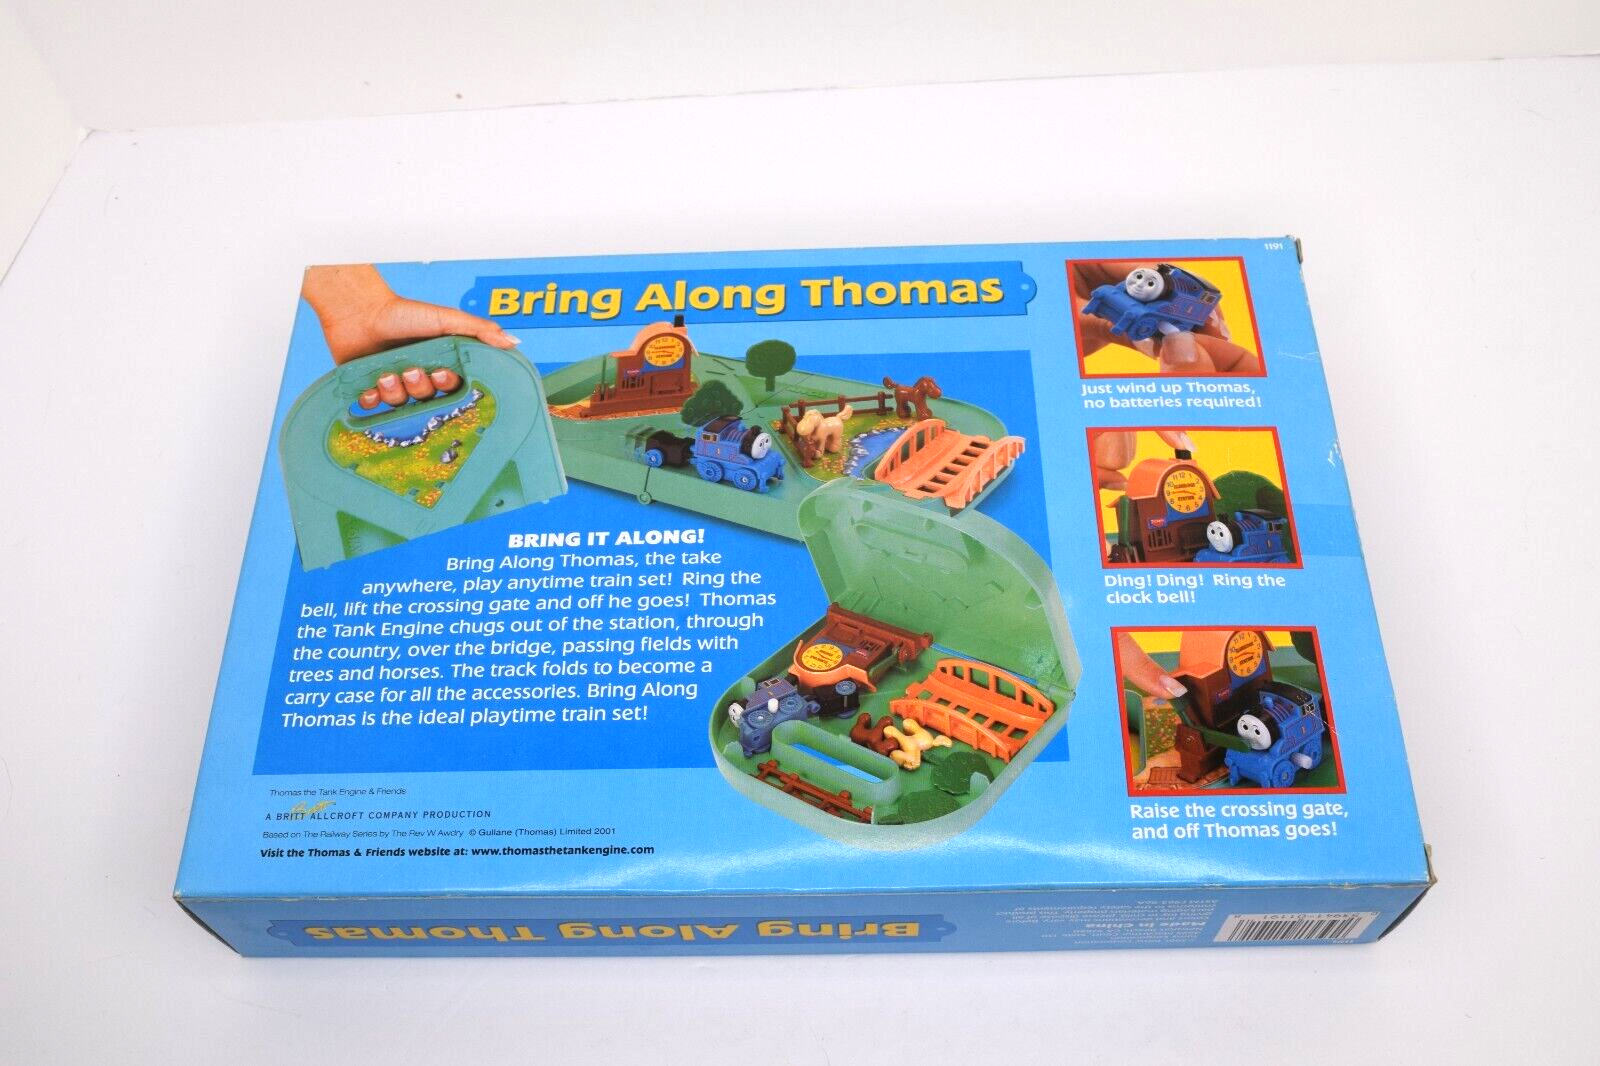 1191
Bring Along Thomas
BRING IT ALONG!
Bring Along Thomas, the take
anywhere, play anytime train set! Ring the
bell, lift the crossing gate and off he goes! Thomas
the Tank Engine chugs out of the station, through
the country, over the bridge, passing fields with
trees and horses. The track folds to become a
carry case for all the accessories. Bring Along
Thomas is the ideal playtime train set!
Just wind up Thomas,
no batteries required!
Ding! Ding! Ring the
clock bell!
Raise the crossing gate,
and off Thomas goes!
Thomas the Tank Engine & Friends
A BRITT ALLCROFT COMPANY PRODUCTION
Based on The Railway Series by The Rev W Awdry © Gullane (Thomas) Limited 2001
Visit the Thomas & Friends website at: www.thomasthetankengine.com
Bring Along Thomas
Made in China
1191